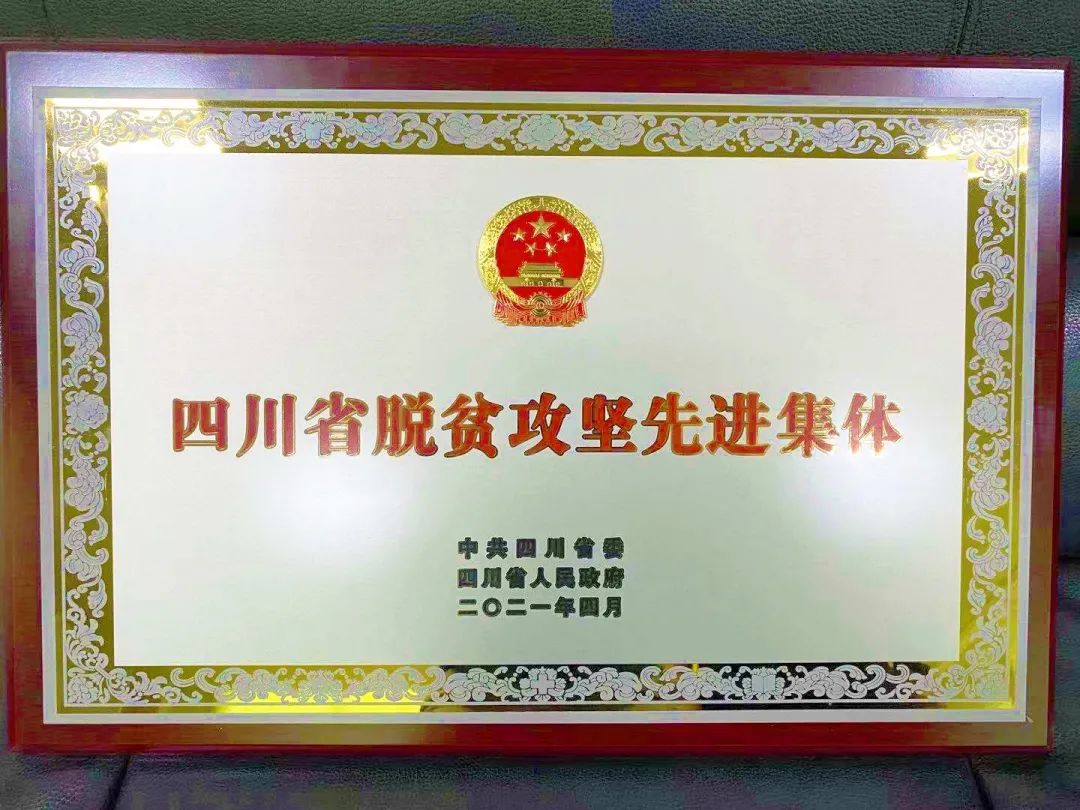 四川省脱贫攻坚先进集体
中共四川省委
四川省人民政府
二〇二一年四月